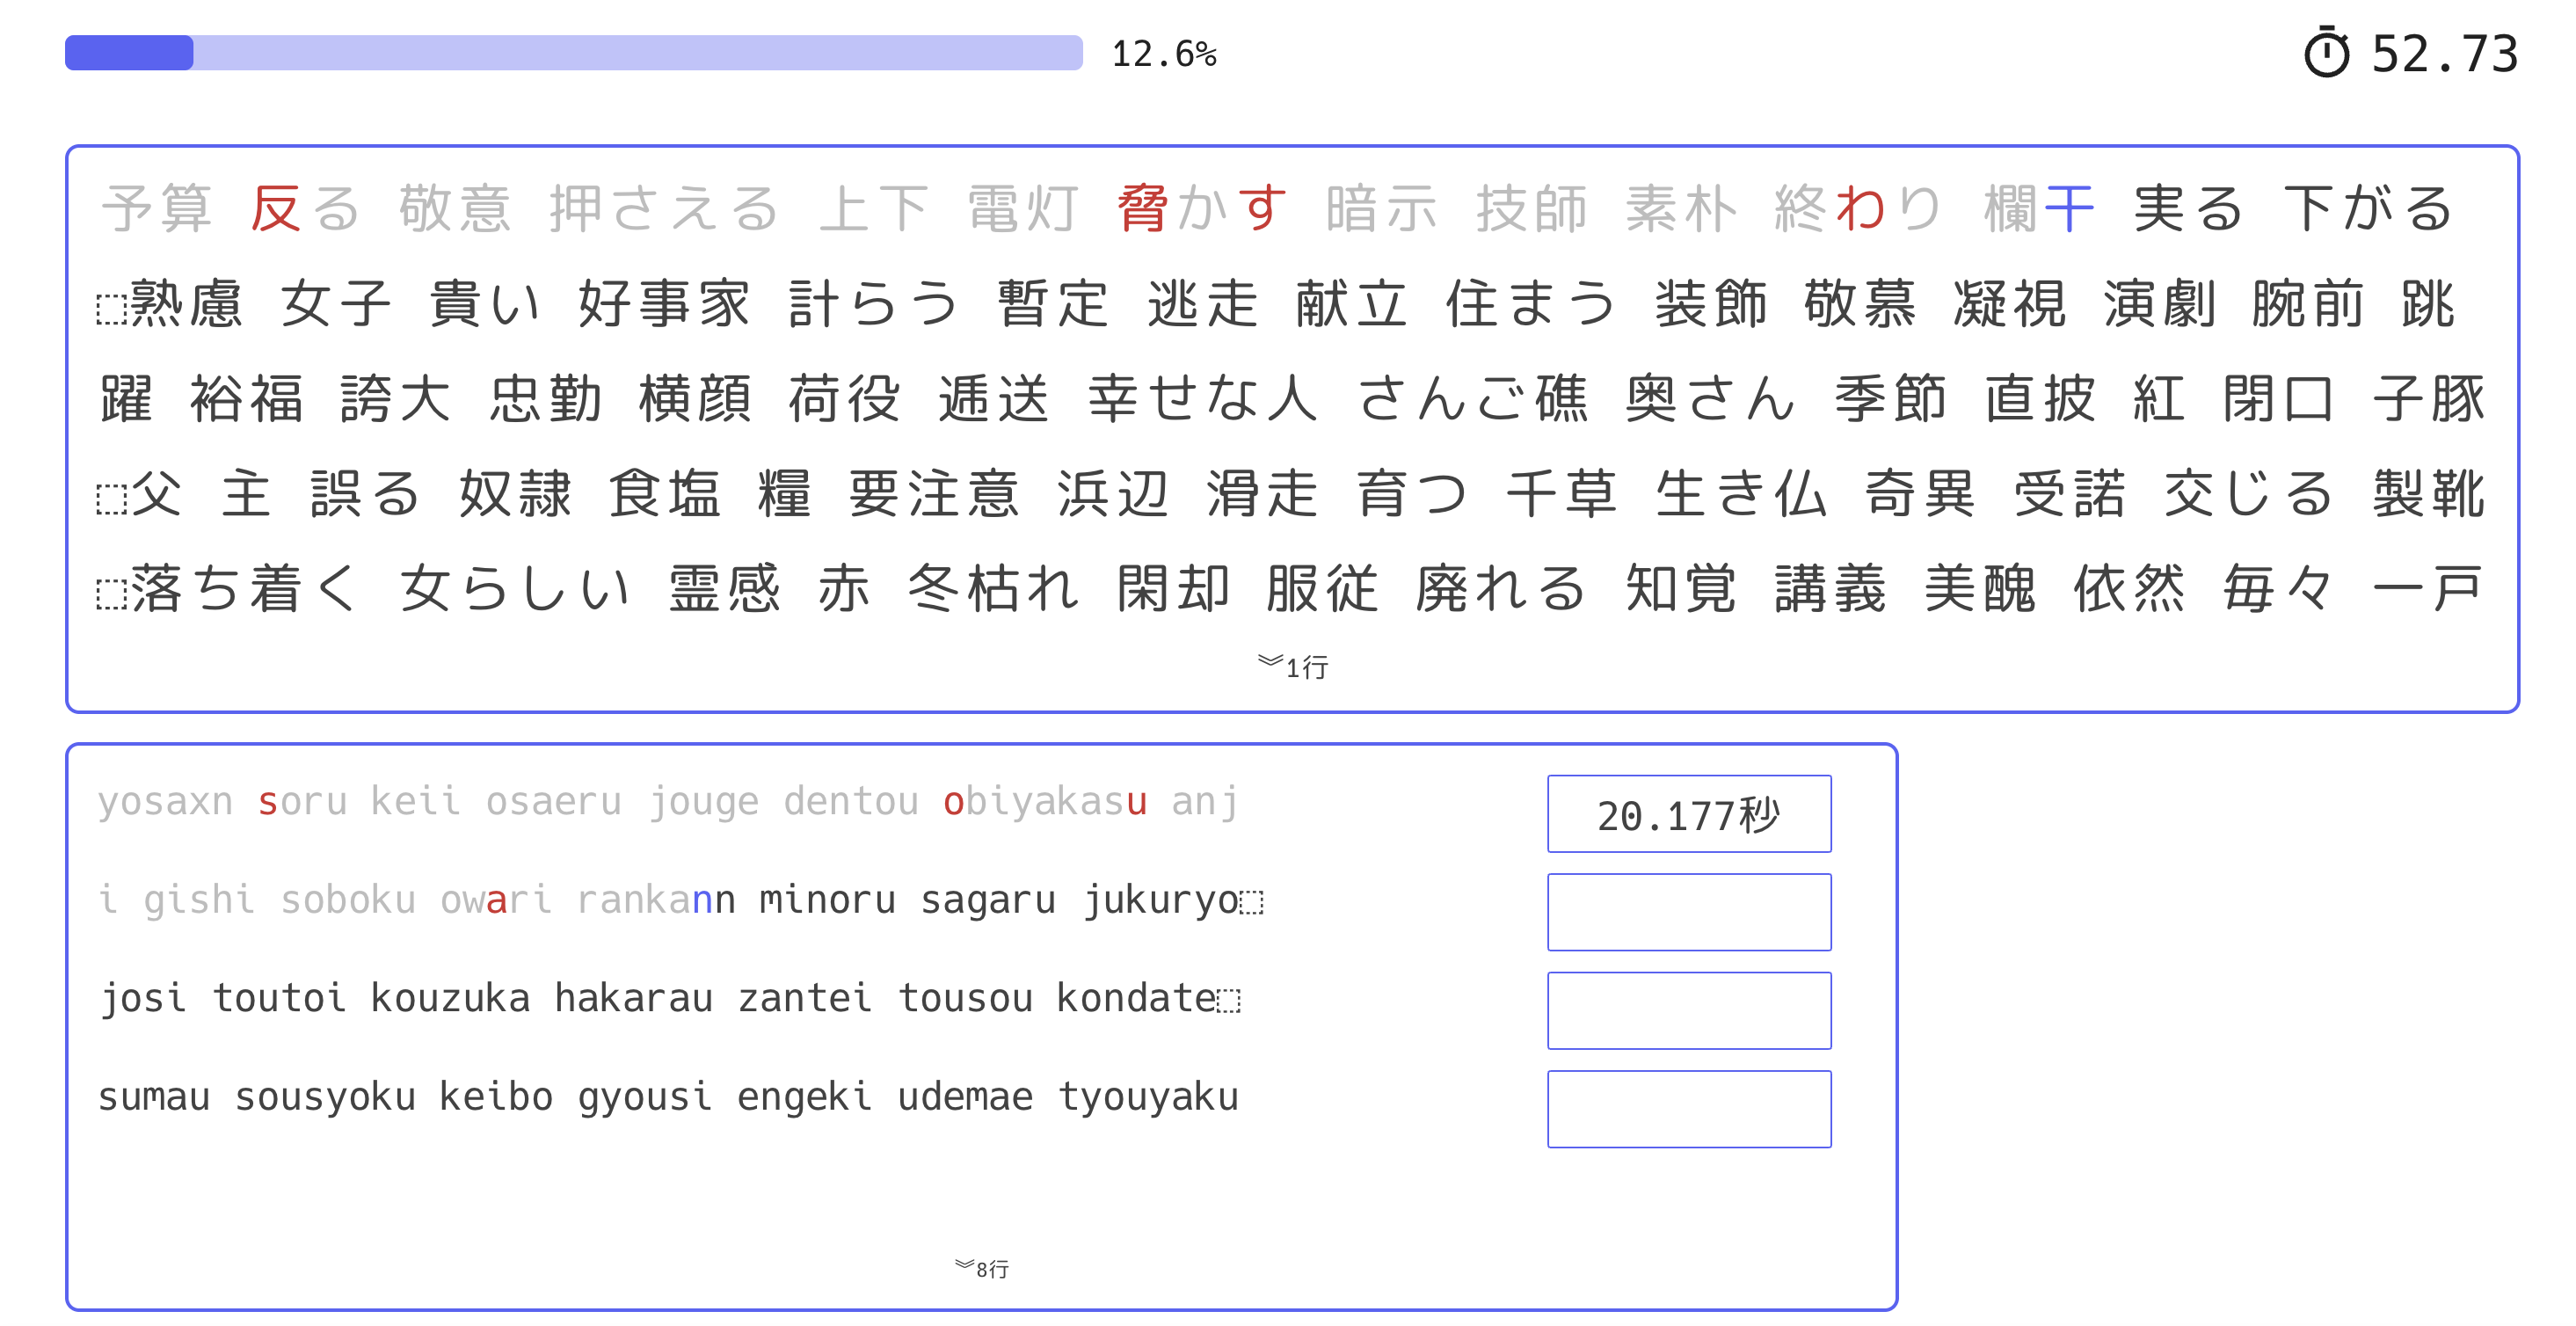 12.6%
52.73
予算 反る 敬意 押さえる 上下 電灯 脅かす 暗示 技師 素朴 終わり 欄干 実る 下がる
熟慮 女子 貴い 好事家 計らう 暫定 逃走 献立 住まう 装飾 敬慕 凝視 演劇 腕前 跳
躍 裕福 誇大 忠勤 横顔 荷役 逓送 幸せな人 さんご礁 奥さん 季節 直披 紅 閉口 子豚
父 主 誤る 奴隷 食塩 糧 要注意 浜辺 滑走 育つ 千草 生き仏 奇異 受諾 交じる 製靴
落ち着く 女らしい 霊感 赤 冬枯れ 閑却 服従 廃れる 知覚 講義 美醜 依然 毎々 一戸
︾1行
yosaxn soru keii osaeru jouge dentou obiyakasu anj
20.177秒
i gishi soboku owari rankann minoru sagaru jukuryo
josi toutoi kouzuka hakarau zantei tousou kondate
sumau sousyoku keibo gyousi engeki udemae tyouyaku
︾8行